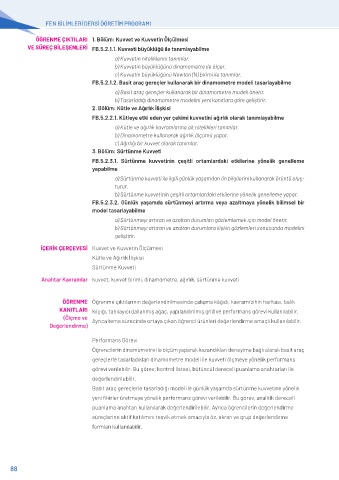 FEN BİLİMLERİ DERSİ ÖĞRETİM PROGRAMI
ÖĞRENME ÇIKTILARI VE SÜREÇ BİLEŞENLERİ
1. Bölüm: Kuvvet ve Kuvvetin Ölçülmesi
FB.5.2.1.1. Kuvveti büyüklüğü ile tanımlayabilme
a) Kuvvetin niteliklerini tanımlar.
b) Kuvvetin büyüklüğünü dinamometre ile ölçer.
c) Kuvvetin büyüklüğünü Newton (N) birimi ile tanımlar.
FB.5.2.1.2. Basit araç gereçler kullanarak bir dinamometre modeli tasarlayabilme
a) Basit araç gereçler kullanarak bir dinamometre modeli önerir.
b) Tasarladığı dinamometre modelini yeni kanıtlara göre geliştirir.
2. Bölüm: Kütle ve Ağırlık İlişkisi
FB.5.2.2.1. Kütleye etki eden yer çekimi kuvvetini ağırlık olarak tanımlayabilme
a) Kütle ve ağırlık kavramlarına ait nitelikleri tanımlar.
b) Dinamometre kullanarak ağırlık ölçümü yapar.
c) Ağırlığı bir kuvvet olarak tanımlar.
3. Bölüm: Sürtünme Kuvveti
FB.5.2.3.1. Sürtünme kuvvetinin çeşitli ortamlardaki etkilerine yönelik genelleme
yapabilme
a) Sürtünme kuvveti ile ilgili günlük yaşamdan ön bilgilerini kullanarak örüntü oluş-
turur.
b) Sürtünme kuvvetinin çeşitli ortamlardaki etkilerine yönelik genelleme yapar.
FB.5.2.3.2. Günlük yaşamda sürtünmeyi artırma veya azaltmaya yönelik bilimsel bir
model tasarlayabilme
a) Sürtünmeyi artıran ve azaltan durumları gözlemlemek için model önerir.
b) Sürtünmeyi artıran ve azaltan durumlara ilişkin gözlemleri sonucunda modelini
geliştirir.
İÇERİK ÇERÇEVESİ
Kuvvet ve Kuvvetin Ölçülmesi
Kütle ve Ağırlık İlişkisi
Sürtünme Kuvveti
Anahtar Kavramlar
kuvvet, kuvvet birimi, dinamometre, ağırlık, sürtünme kuvveti
ÖĞRENME KANITLARI (Ölçme ve Değerlendirme)
Öğrenme çıktılarının değerlendirilmesinde çalışma kâğıdı, kavram/zihin haritası, balık
kılçığı, tanılayıcı dallanmış ağaç, yapılandırılmış grid ve performans görevi kullanılabilir.
Ayrıca tema sürecinde ortaya çıkan öğrenci ürünleri değerlendirme amaçlı kullanılabilir.
Performans Görevi
Öğrencilerin dinamometre ile ölçüm yaparak kazandıkları deneyime bağlı olarak basit araç
gereçlerle tasarladıkları dinamometre modeli ile kuvveti ölçmeye yönelik performans
görevi verilebilir. Bu görev, kontrol listesi, bütüncül dereceli puanlama anahtarları ile
değerlendirilebilir.
Basit araç gereçlerle tasarladığı modeli ile günlük yaşamda sürtünme kuvvetine yönelik
yeni fikirler üretmeye yönelik performans görevi verilebilir. Bu görev, analitik dereceli
puanlama anahtarı kullanılarak değerlendirilebilir. Ayrıca öğrencilerin değerlendirme
süreçlerine aktif katılımını teşvik etmek amacıyla öz, akran ve grup değerlendirme
formları kullanılabilir.
88